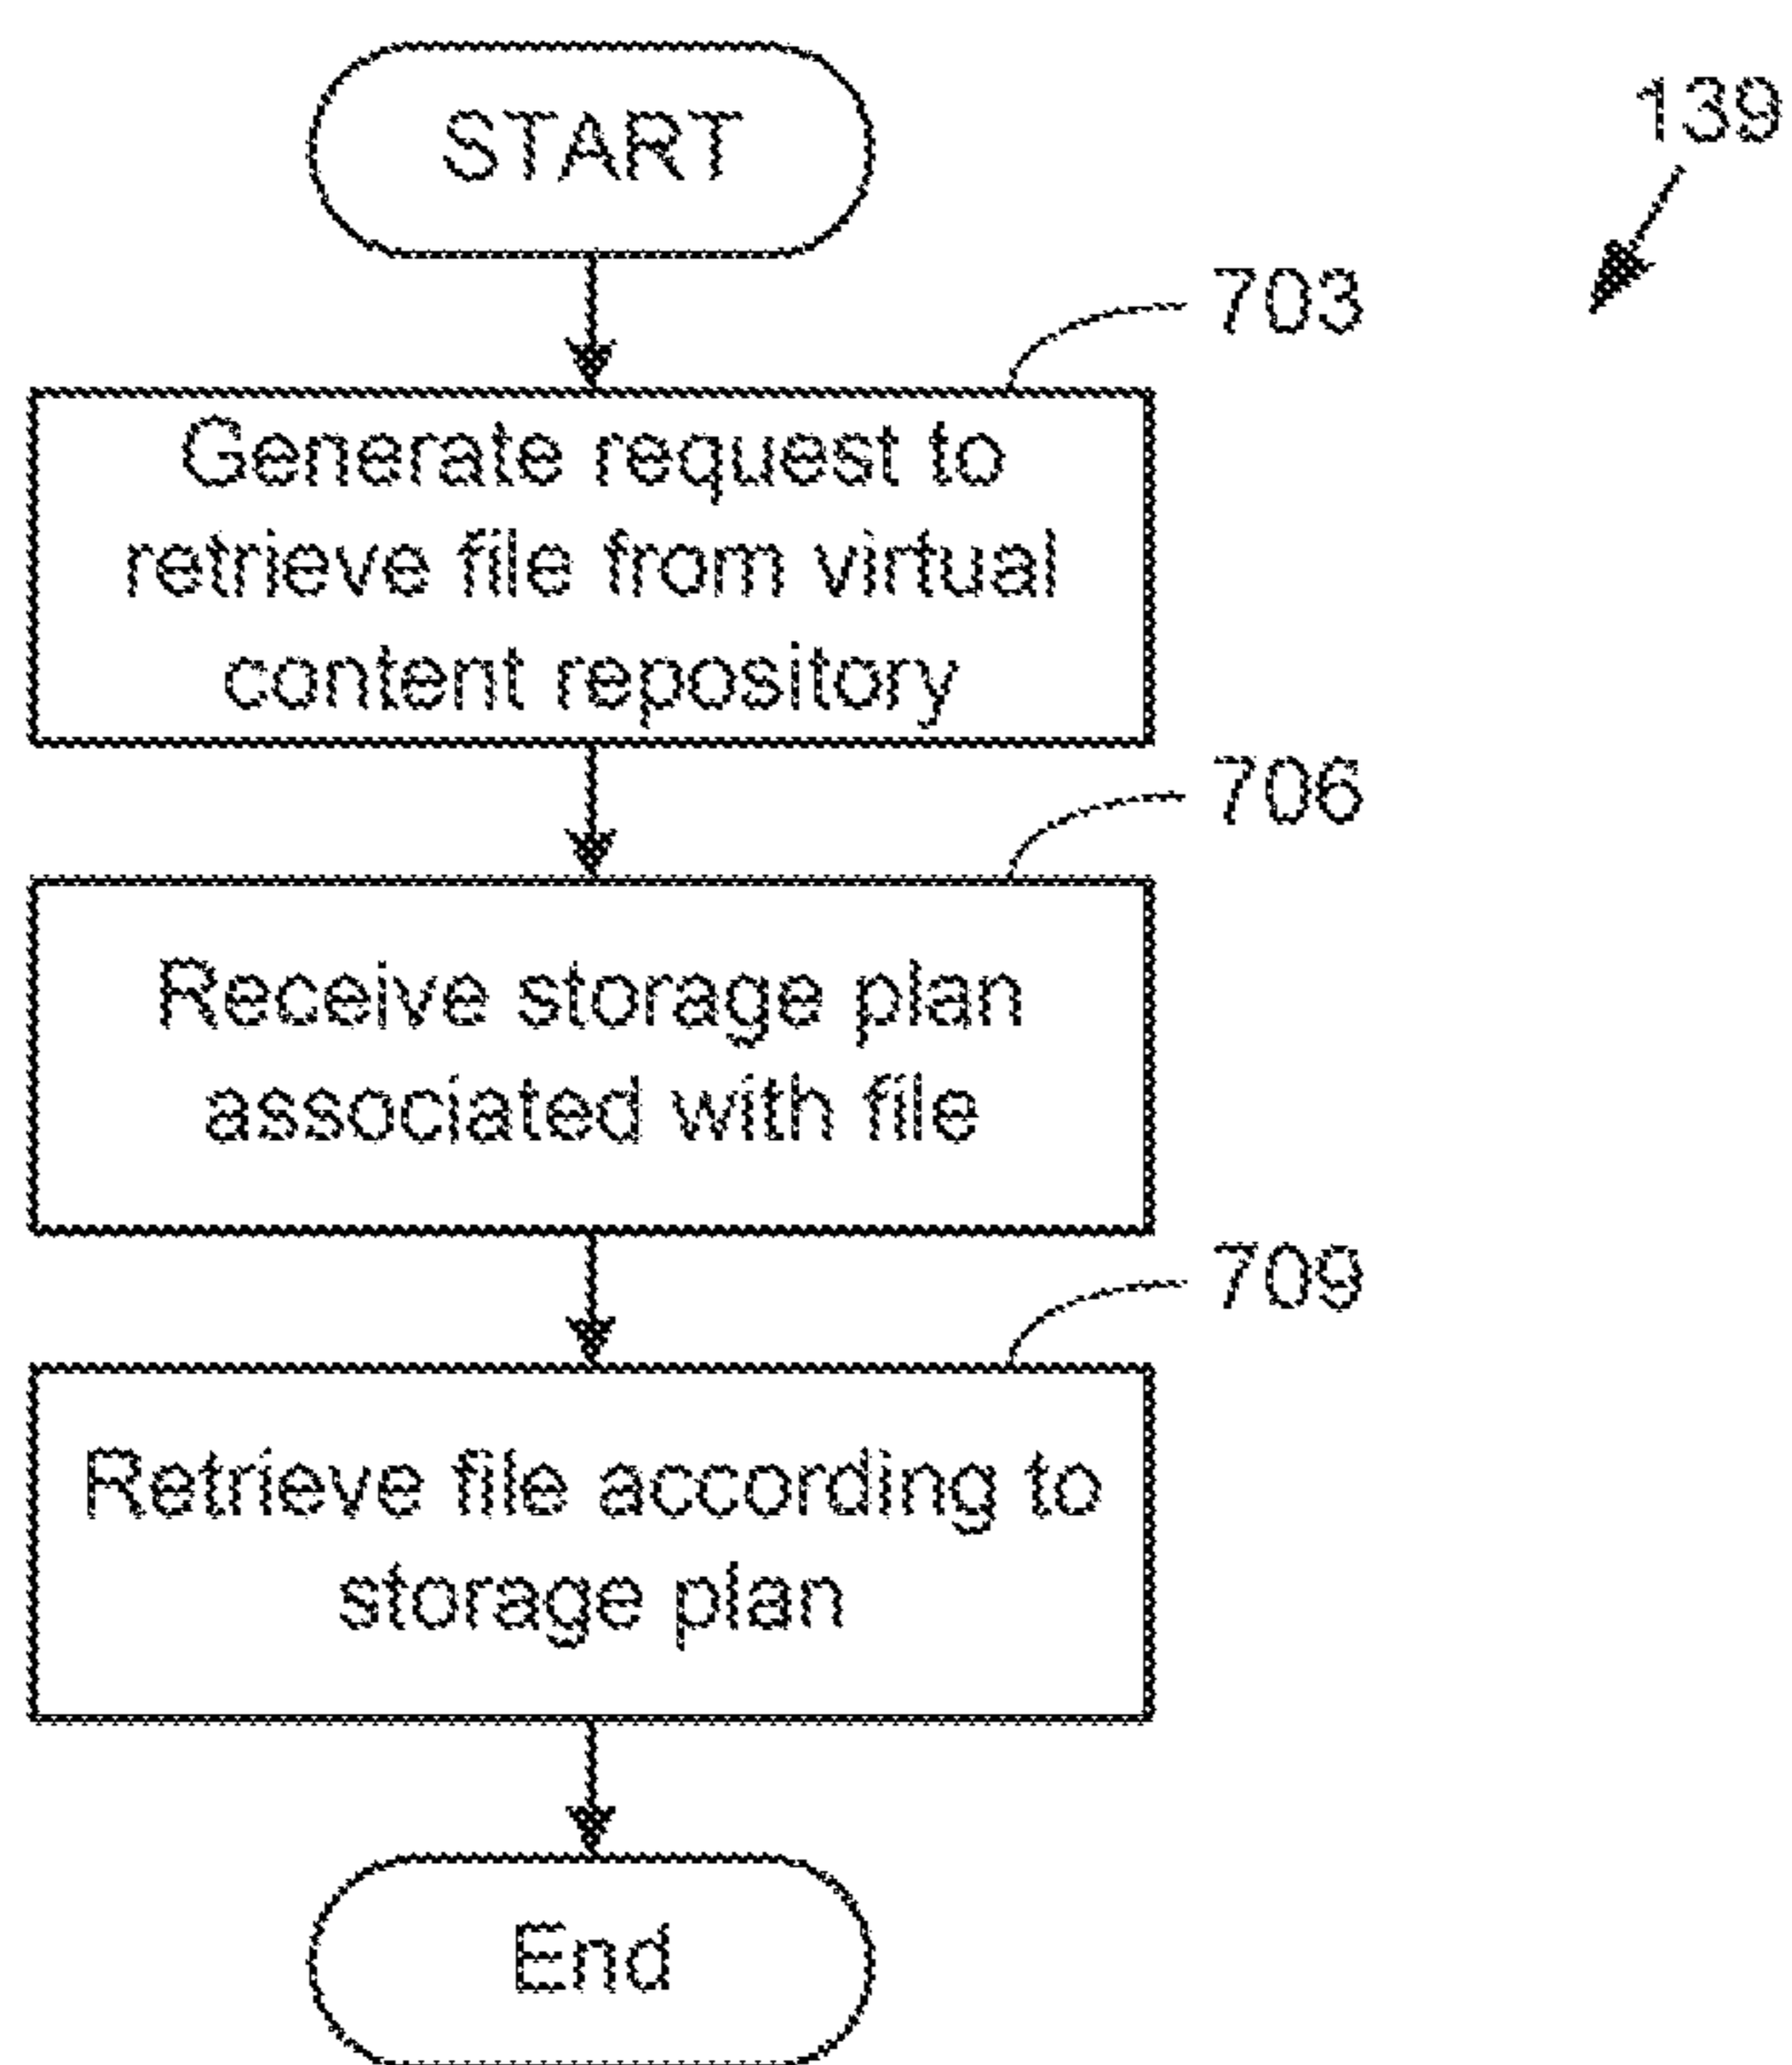 START
139
703
Generate request to
retrieve file from virtual
content repository
706
Receive storage plan
associated with file
709
Retrieve file according to
storage plan
End